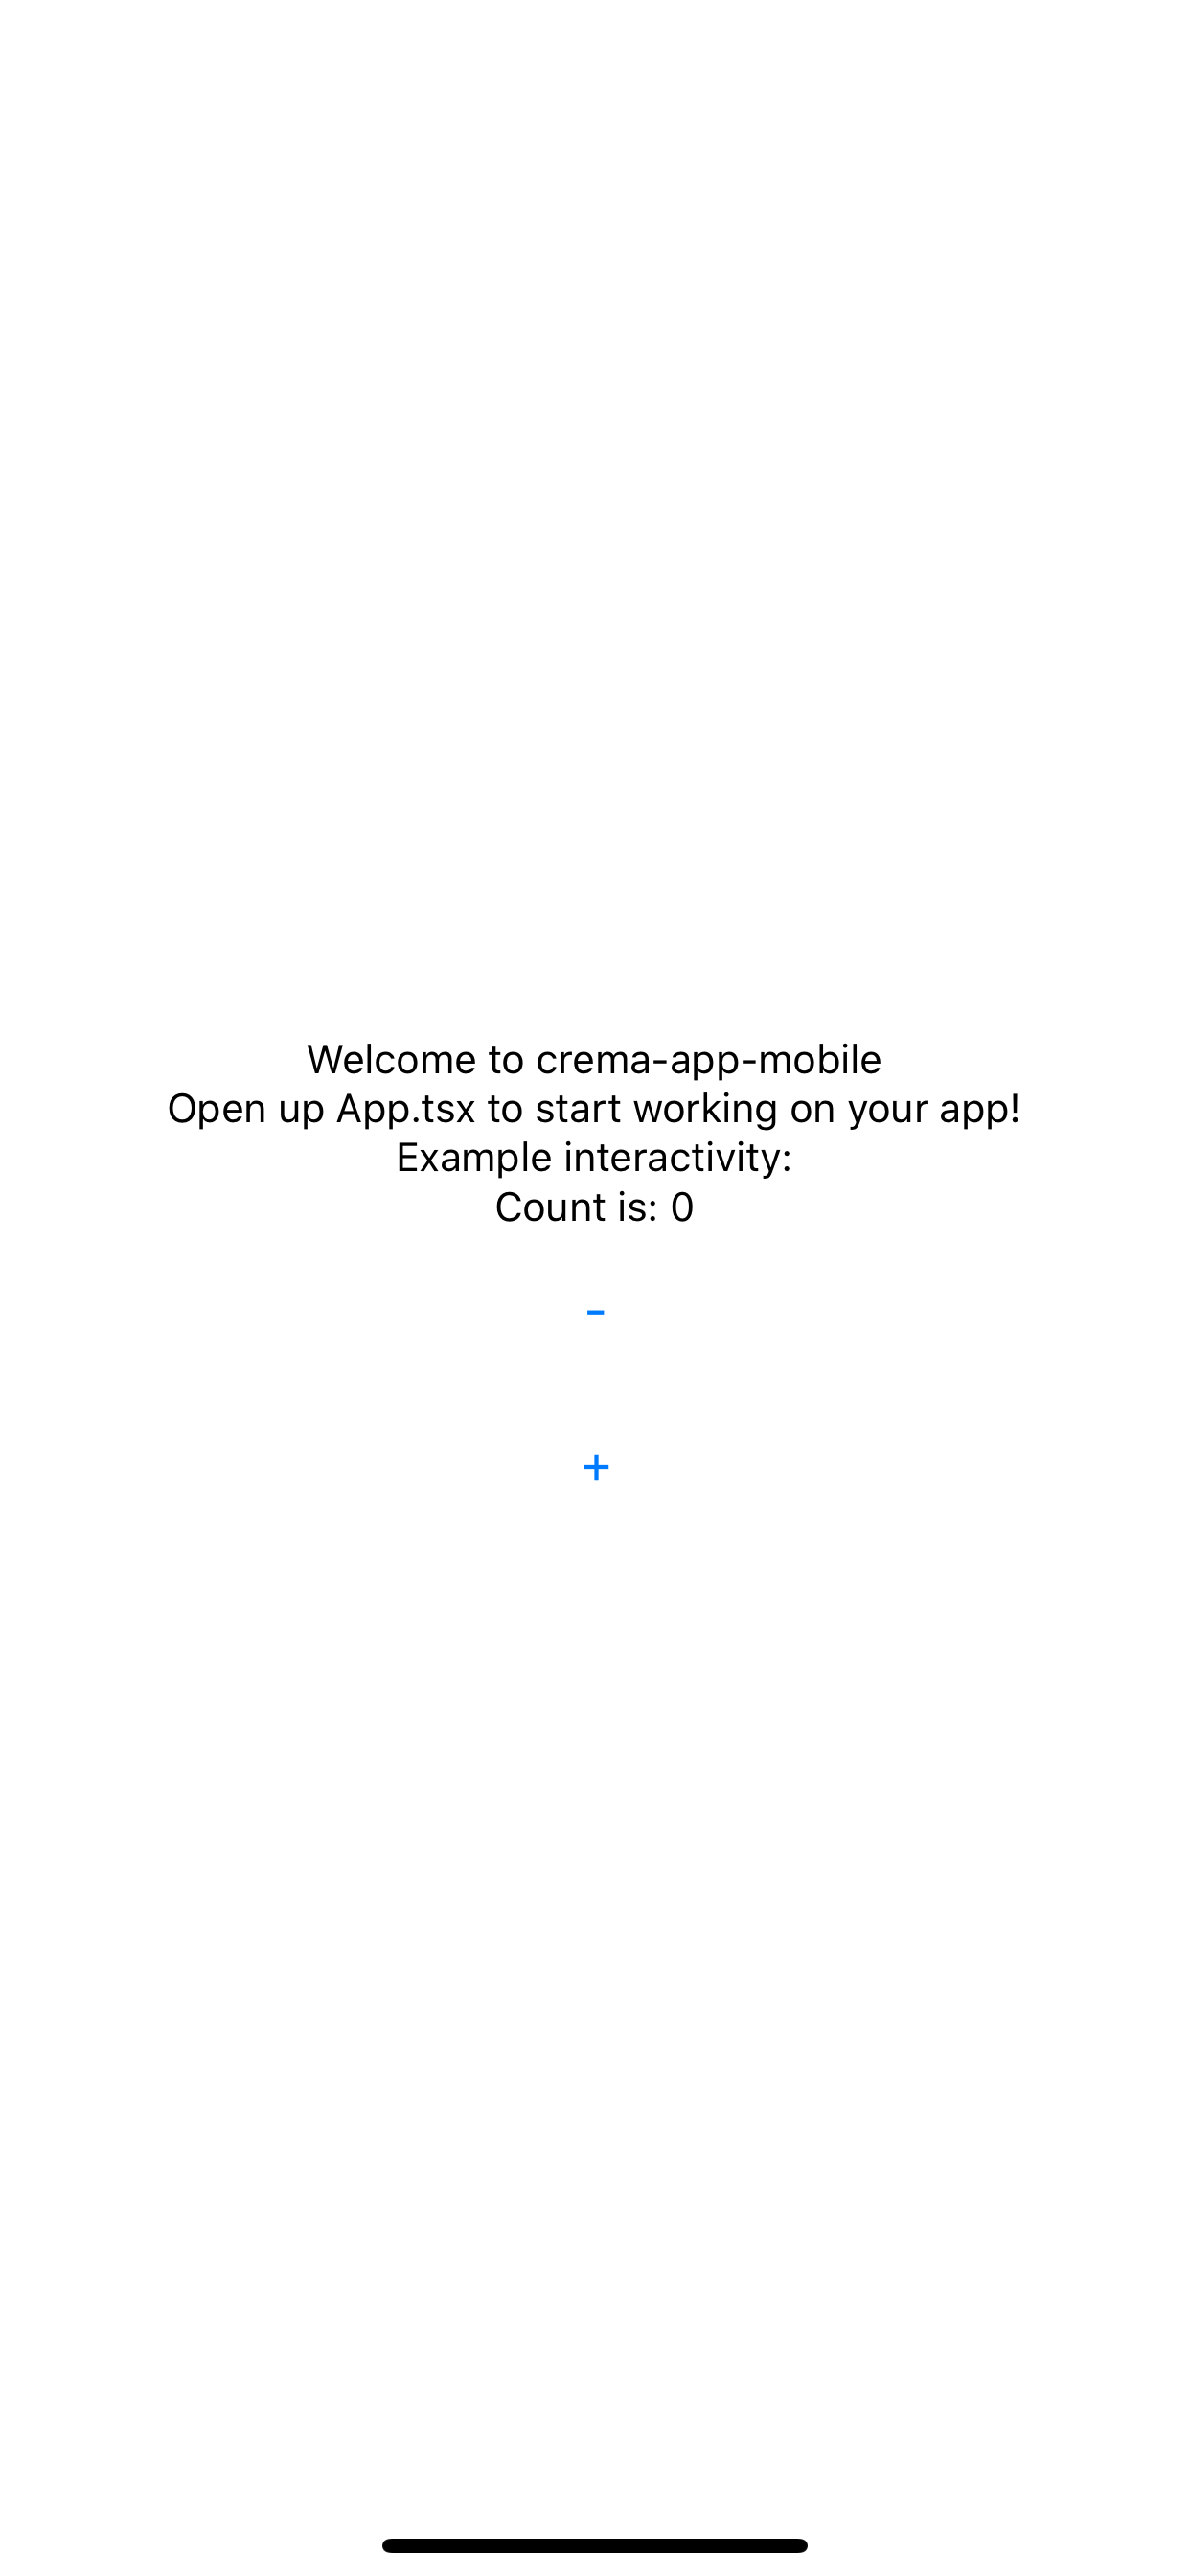 Welcome to crema-app-mobile
Open up App.tsx to start working on your app!
Example interactivity:
Count is: 0
-
+